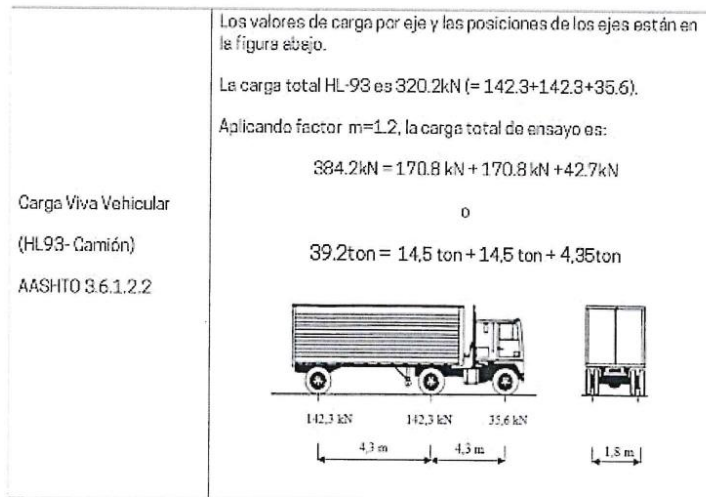 Los valores de carga por eje y las posiciones de los ejes están en
la figura abajo.
La carga total HL-93 es 320.2kN (= 142.3+142.3+35.6).
Aplicando factor m=1.2, la carga total de ensayo es:
384.2kN = 170.8 kN + 170.8 kN +42.7kN
o
39.2ton = 14,5 ton + 14,5 ton + 4,35ton
Carga Viva Vehicular
(HL93- Camión)
AASHTO 3.6.1.2.2
142,3 kN 142,3 kN 35,6 kN
4,3 m 4,3 m 1,8 m